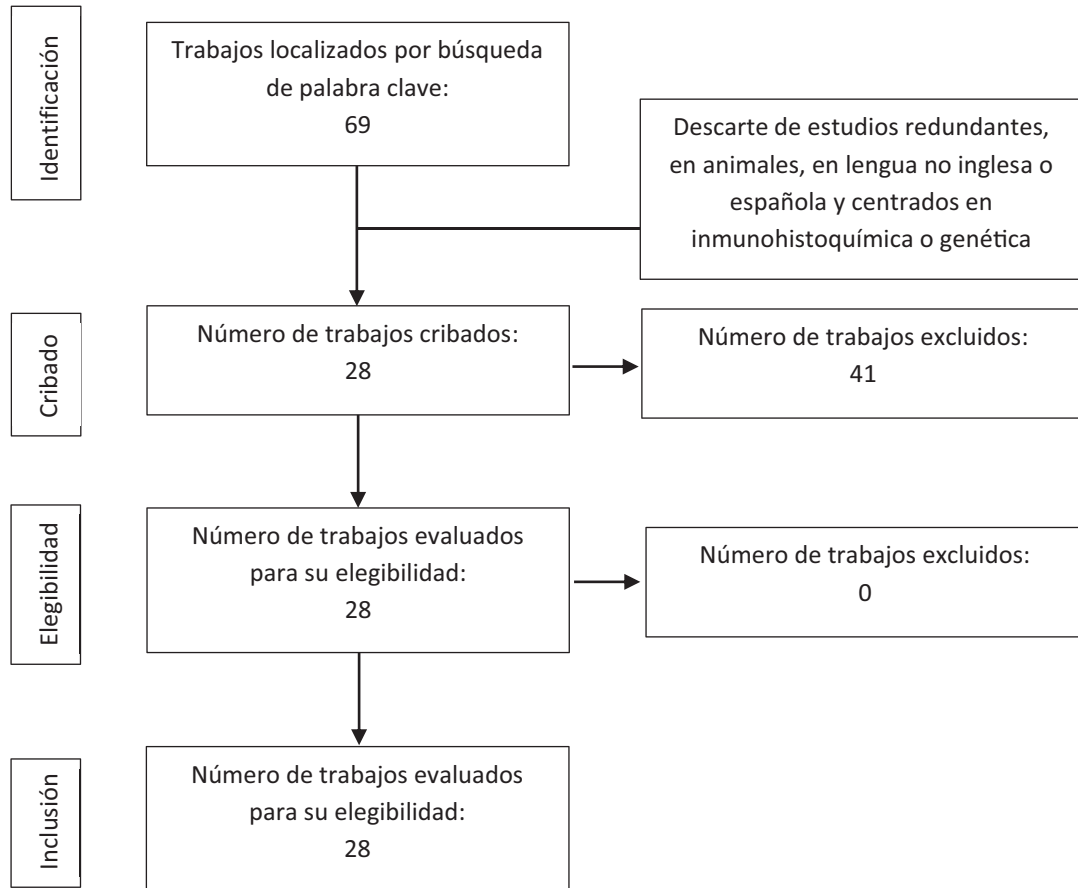 Identificación
Trabajos localizados por búsqueda
de palabra clave:
69
Descarte de estudios redundantes,
en animales, en lengua no inglesa o
española y centrados en
inmunohistoquímica o genética
Cribado
Número de trabajos cribados:
28
Número de trabajos excluidos:
41
Elegibilidad
Número de trabajos evaluados
para su elegibilidad:
28
Número de trabajos excluidos:
0
Inclusión
Número de trabajos evaluados
para su elegibilidad:
28